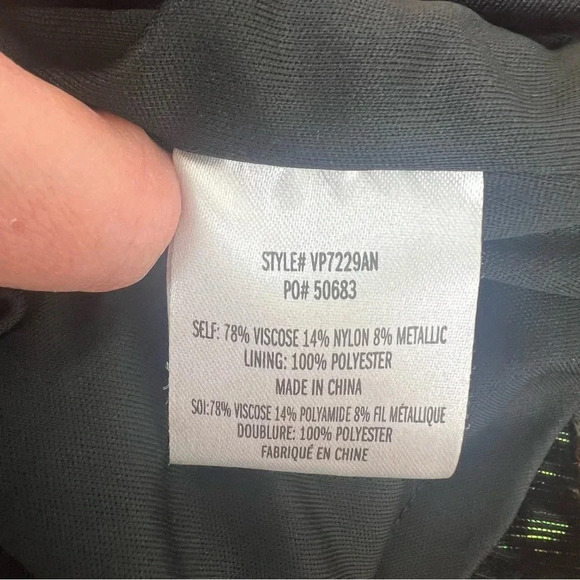 STYLE# VP7229AN
PO# 50683
SELF: 78% VISCOSE 14% NYLON 8% METALLIC
LINING: 100% POLYESTER
MADE IN CHINA
SOI:78% VISCOSE 14% POLYAMIDE 8% FIL MÉTALLIQUE
DOUBLURE: 100% POLYESTER
FABRIQUÉ EN CHINE